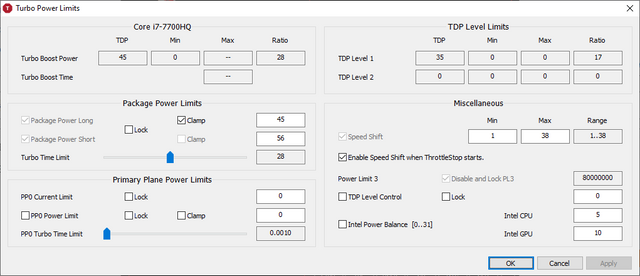 Turbo Power Limits
Core i7-7700HQ
TDP Min Max Ratio
Turbo Boost Power 45 0 -- 28
Turbo Boost Time --
Package Power Limits
Package Power Long Lock Clamp 45
Package Power Short Clamp 56
Turbo Time Limit 28
Primary Plane Power Limits
PP0 Current Limit Lock 0
PP0 Power Limit Lock Clamp 0
PP0 Turbo Time Limit 0.0010
TDP Level Limits
TDP Min Max Ratio
TDP Level 1 35 0 0 17
TDP Level 2 0 0 0 0
Miscellaneous
Min Max Range
Speed Shift 1 38 1..38
Enable Speed Shift when ThrottleStop starts.
Power Limit 3 Disable and Lock PL3 80000000
TDP Level Control Lock 0
Intel CPU 5
Intel Power Balance [0..31]
Intel GPU 10
OK Cancel Apply